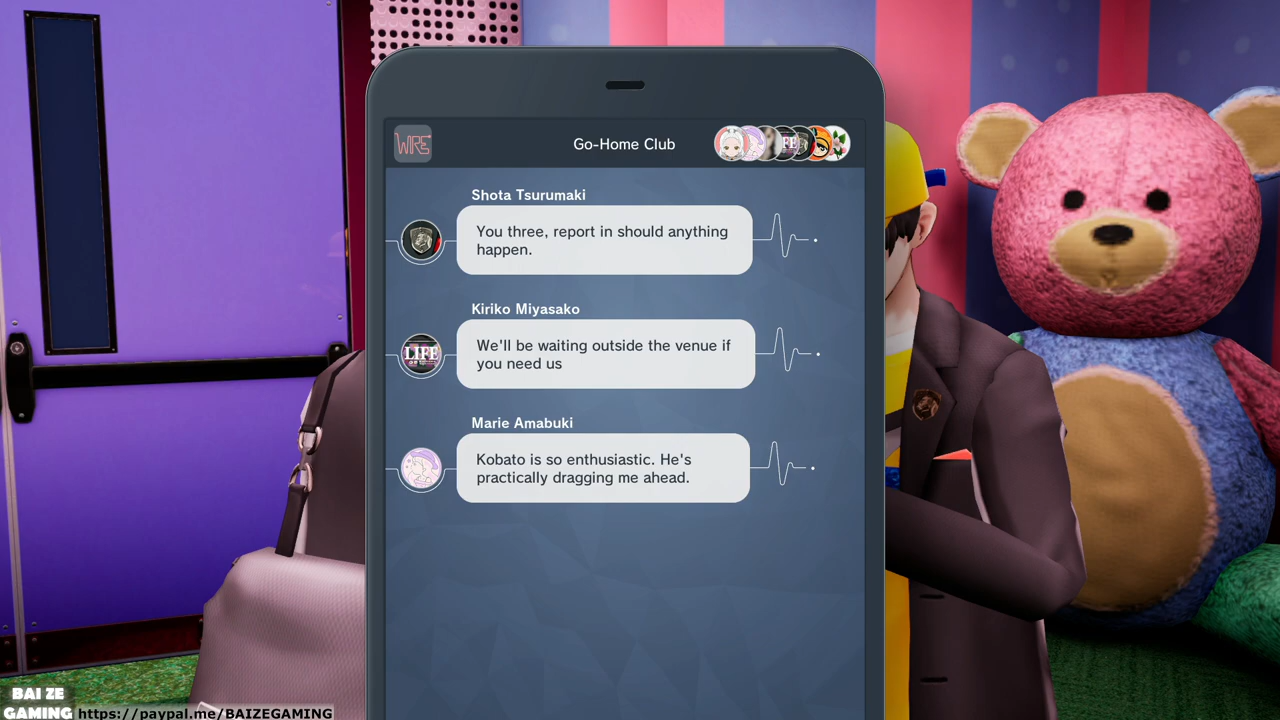 WIRE
Go-Home Club
Shota Tsurumaki
You three, report in should anything
happen.
Kiriko Miyasako
LIFE
We'll be waiting outside the venue if
you need us
Marie Amabuki
Kobato is so enthusiastic. He's
practically dragging me ahead.
BAI ZE
GAMING https://paypal.me/BAIZEGAMING